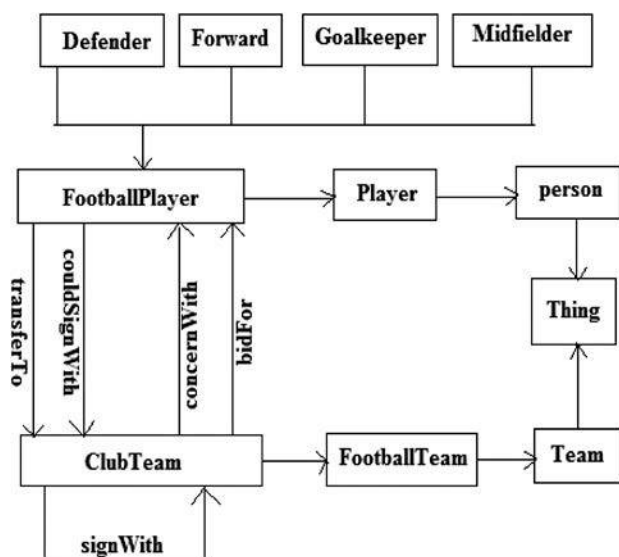 Defender
Forward
Goalkeeper
Midfielder
FootballPlayer
Player
person
transferTo
couldSignWith
concernWith
bidFor
Thing
ClubTeam
FootballTeam
Team
signWith